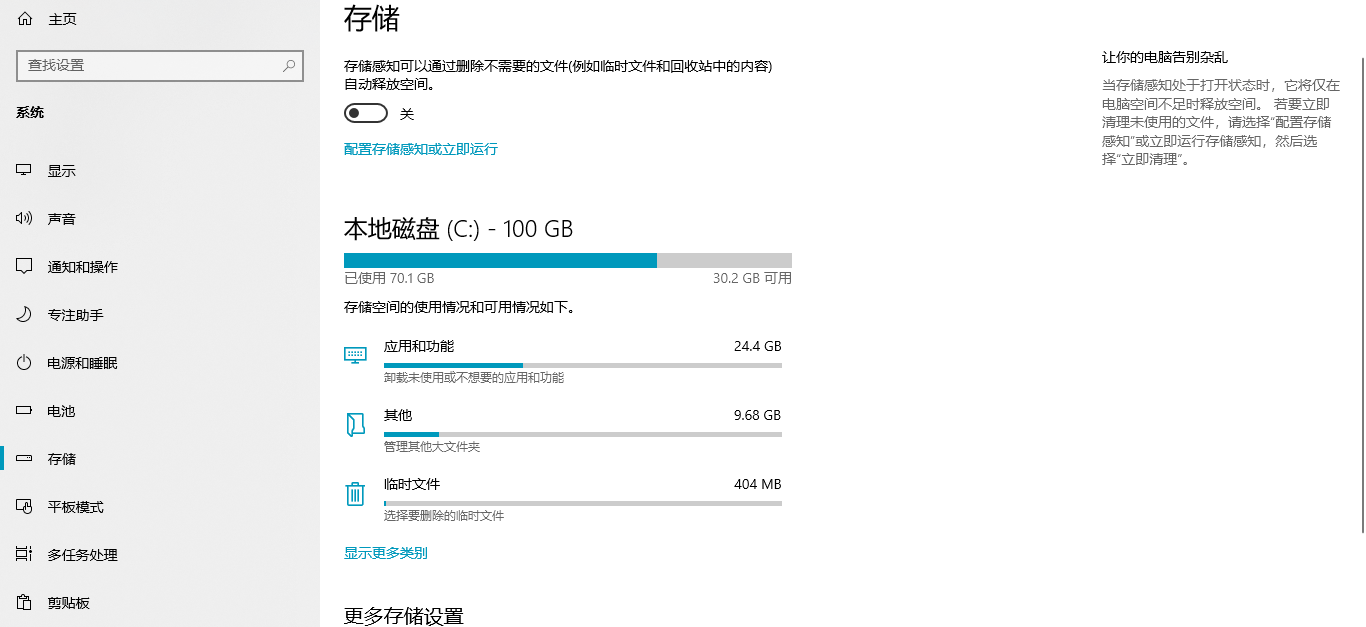 主页
查找设置
系统
显示
声音
通知和操作
专注助手
电源和睡眠
电池
存储
平板模式
多任务处理
剪贴板
存储
存储感知可以通过删除不需要的文件(例如临时文件和回收站中的内容)
自动释放空间。
关
配置存储感知或立即运行
本地磁盘 (C:) - 100 GB
已使用 70.1 GB
30.2 GB 可用
存储空间的使用情况和可用情况如下。
应用和功能
24.4 GB
卸载未使用或不想要的应用和功能
其他
9.68 GB
管理其他大文件夹
临时文件
404 MB
选择要删除的临时文件
显示更多类别
更多存储设置
让你的电脑告别杂乱
当存储感知处于打开状态时，它将仅在
电脑空间不足时释放空间。 若要立即
清理未使用的文件，请选择"配置存储
感知"或立即运行存储感知，然后选
择"立即清理"。